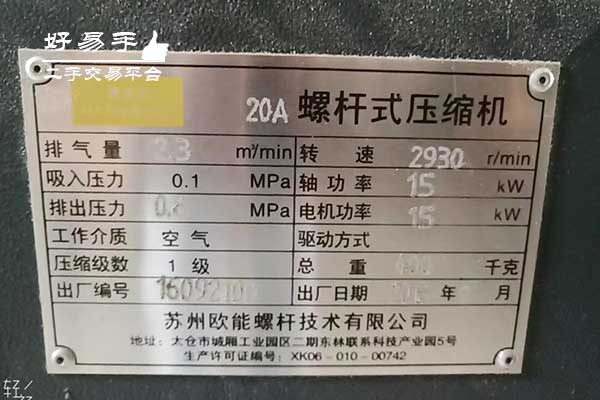 好易手
二手交易平台
20A 螺杆式压缩机
排气量 2.3 m³/min 转速 2930 r/min
吸入压力 0.1 MPa 轴功率 15 kW
排出压力 0.8 MPa 电机功率 15 kW
工作介质 空气 驱动方式
压缩级数 1级 总重 千克
出厂编号 1609210 出厂日期 年 月
苏州欧能螺杆技术有限公司
地址:太仓市城厢工业园区二期东林联系科技产业园5号
生产许可证编号:XK06-010-00742